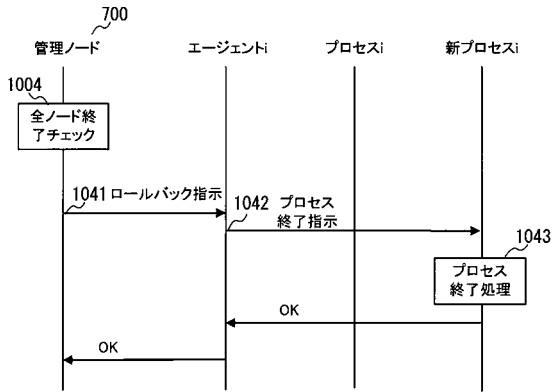 700
管理ノード
エージェントi
プロセスi
新プロセスi
1004
全ノード終
了チェック
1041 ロールバック指示
1042 プロセス
終了指示
1043
プロセス
終了処理
OK
OK